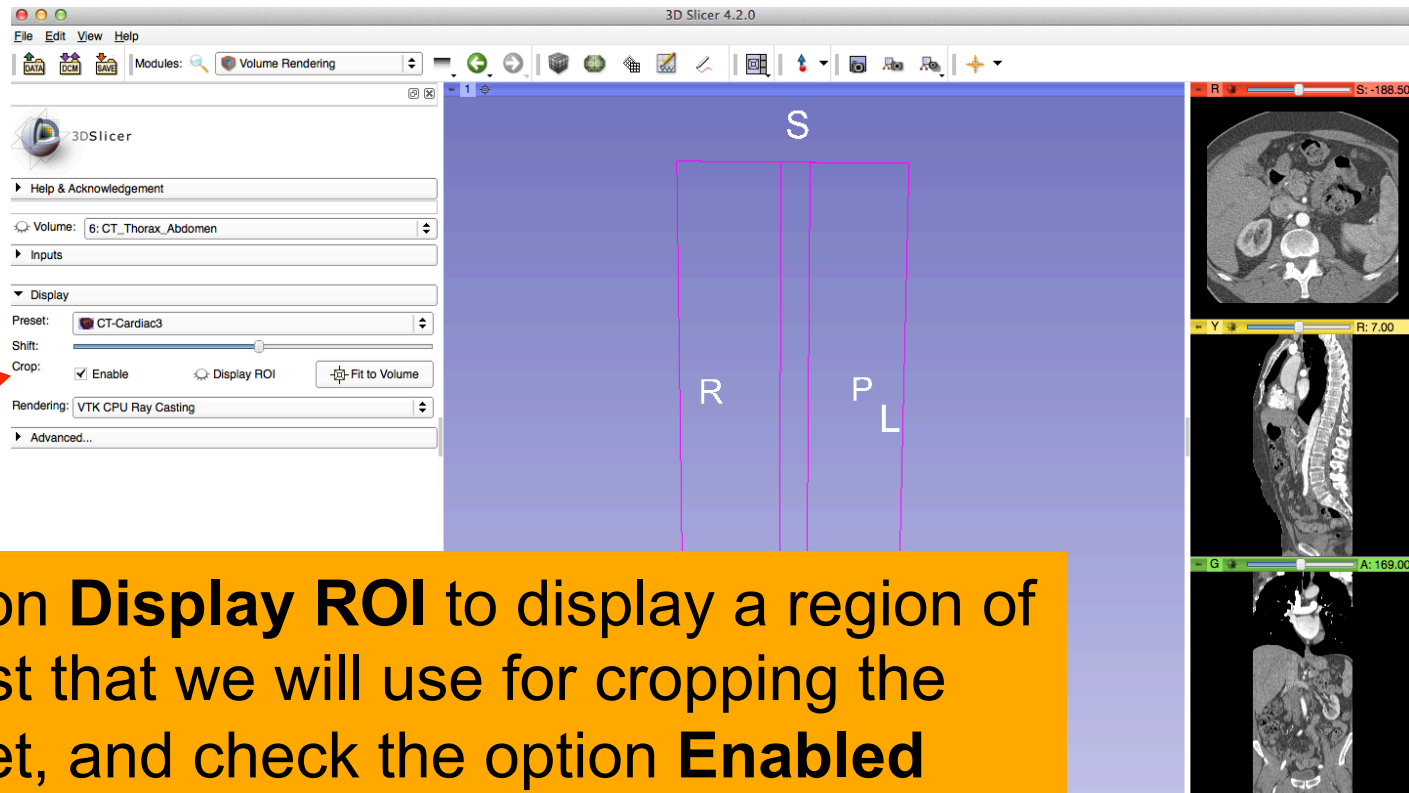 3D Slicer 4.2.0
File Edit View Help
DATA DCM SAVE Modules: Volume Rendering
1
R S: -188.50
S
3DSlicer
Help & Acknowledgement
Volume: 6: CT_Thorax_Abdomen
Inputs
Display
Preset: CT-Cardiac3
Y R: 7.00
Shift:
Crop: Enable Display ROI Fit to Volume
R P
L
Rendering: VTK CPU Ray Casting
Advanced...
G A: 169.00
on Display ROI to display a region of
st that we will use for cropping the
et, and check the option Enabled